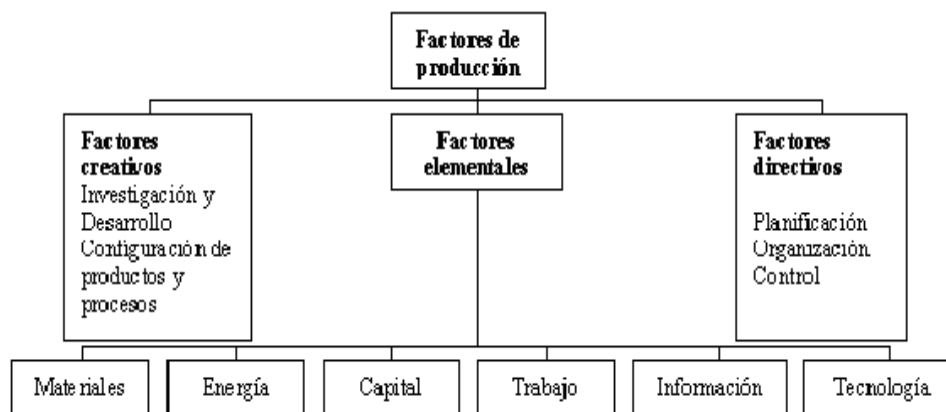 Factores de
producción
Factores
creativos
Investigación y
Desarrollo
Configuración de
productos y
procesos
Factores
elementales
Factores
directivos
Planificación
Organización
Control
Materiales
Energía
Capital
Trabajo
Información
Tecnología